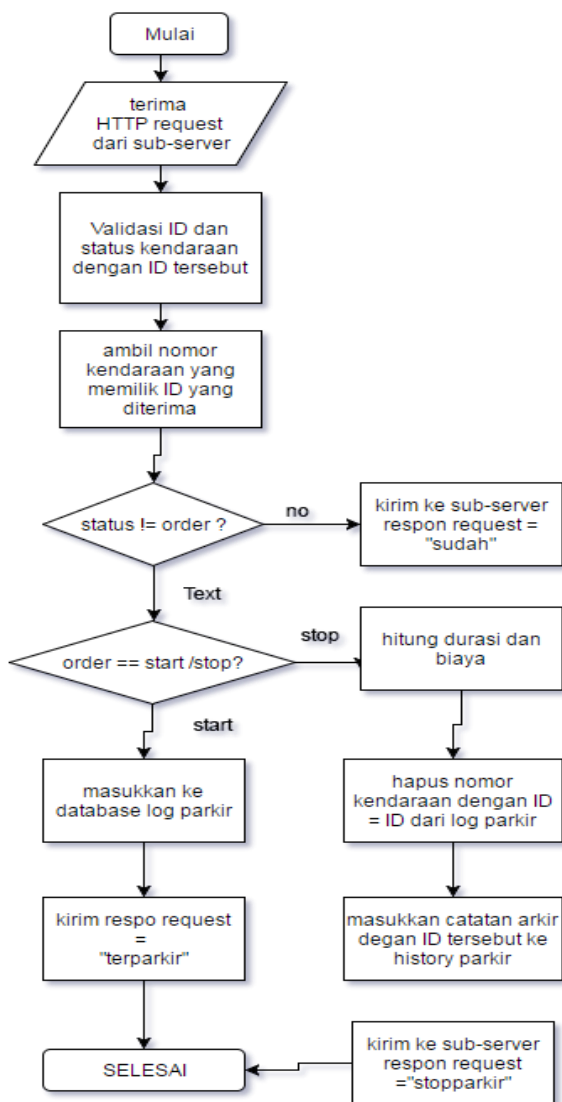 Mulai
terima
HTTP request
dari sub-server
Validasi ID dan
status kendaraan
dengan ID tersebut
ambil nomor
kendaraan yang
memilik ID yang
diterima
status != order ?
no
kirim ke sub-server
respon request =
"sudah"
Text
order == start /stop?
stop
hitung durasi dan
biaya
start
masukkan ke
database log parkir
hapus nomor
kendaraan dengan ID
= ID dari log parkir
kirim respo request
=
"terparkir"
masukkan catatan arkir
degan ID tersebut ke
history parkir
SELESAI
kirim ke sub-server
respon request
="stopparkir"